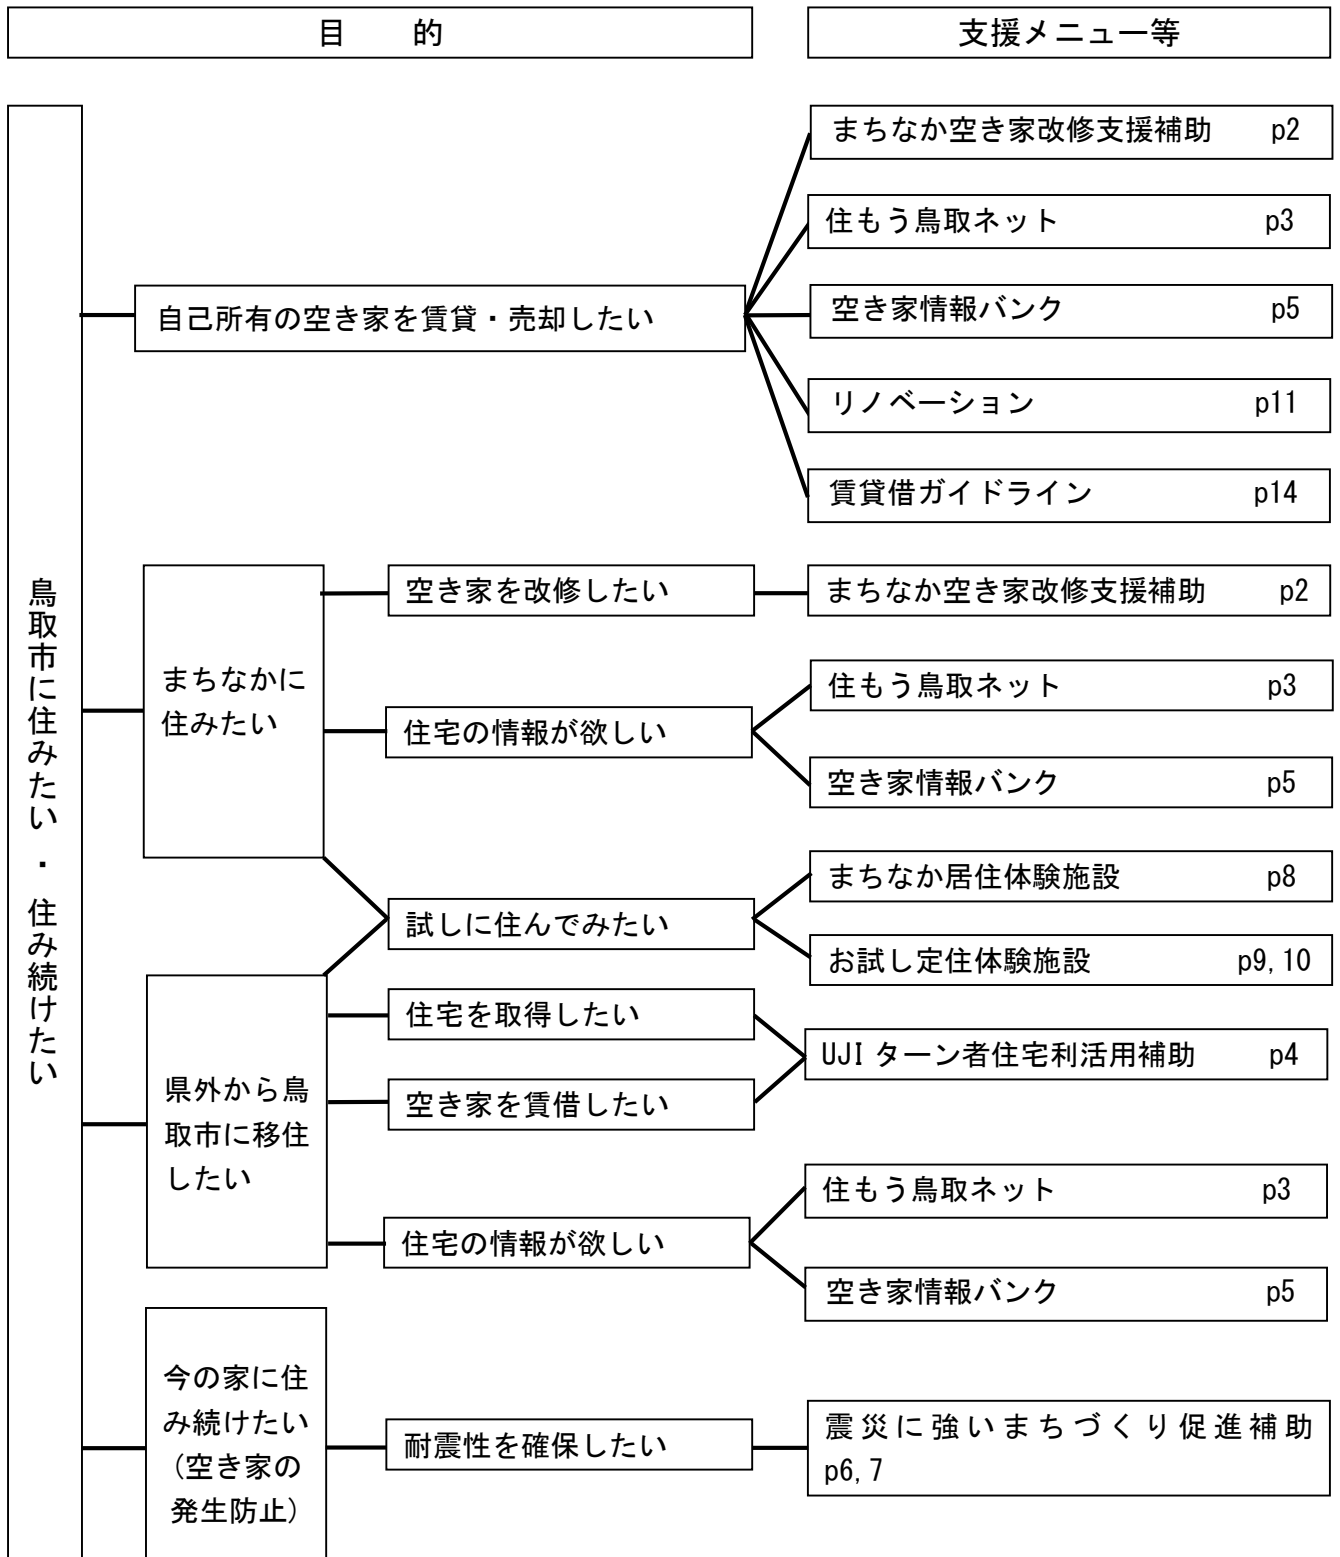 目　　的
支援メニュー等
鳥取市に住みたい・住み続けたい
自己所有の空き家を賃貸・売却したい
まちなか空き家改修支援補助　p2
住もう鳥取ネット　p3
空き家情報バンク　p5
リノベーション　p11
賃貸借ガイドライン　p14
まちなかに
住みたい
空き家を改修したい
まちなか空き家改修支援補助　p2
住宅の情報が欲しい
住もう鳥取ネット　p3
空き家情報バンク　p5
試しに住んでみたい
まちなか居住体験施設　p8
お試し定住体験施設　p9,10
県外から鳥
取市に移住
したい
住宅を取得したい
空き家を賃借したい
UJIターン者住宅利活用補助　p4
住宅の情報が欲しい
住もう鳥取ネット　p3
空き家情報バンク　p5
今の家に住
み続けたい
(空き家の
発生防止)
耐震性を確保したい
震災に強いまちづくり促進補助
p6,7